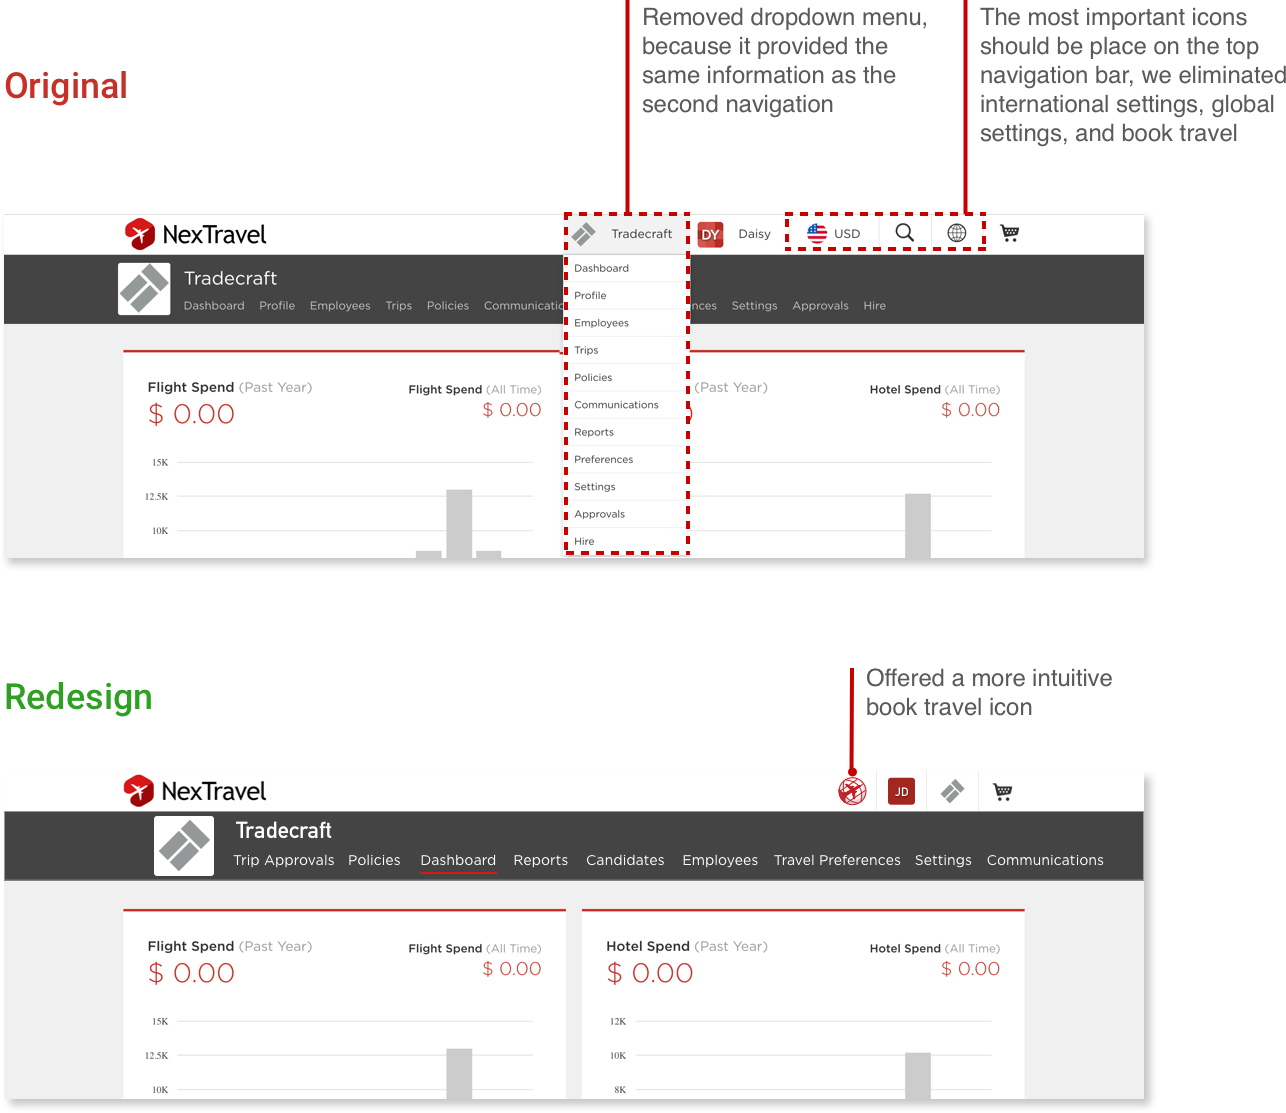 Removed dropdown menu,
because it provided the
same information as the
second navigation
The most important icons
should be place on the top
navigation bar, we eliminated
international settings, global
settings, and book travel
Original
NexTravel
Tradecraft
DY
Daisy
USD
Tradecraft
Dashboard Profile Employees Trips Policies Communicatio
nces Settings Approvals Hire
Dashboard
Profile
Employees
Trips
Policies
Communications
Reports
Preferences
Settings
Approvals
Hire
Flight Spend (Past Year)
$ 0.00
Flight Spend (All Time)
$ 0.00
(Past Year)
Hotel Spend (All Time)
$ 0.00
15K
12.5K
10K
Redesign
Offered a more intuitive
book travel icon
NexTravel
JD
Tradecraft
Trip Approvals Policies Dashboard Reports Candidates Employees Travel Preferences Settings Communications
Flight Spend (Past Year)
$ 0.00
Flight Spend (All Time)
$ 0.00
Hotel Spend (Past Year)
$ 0.00
Hotel Spend (All Time)
$ 0.00
15K
12.5K
10K
12K
10K
8K